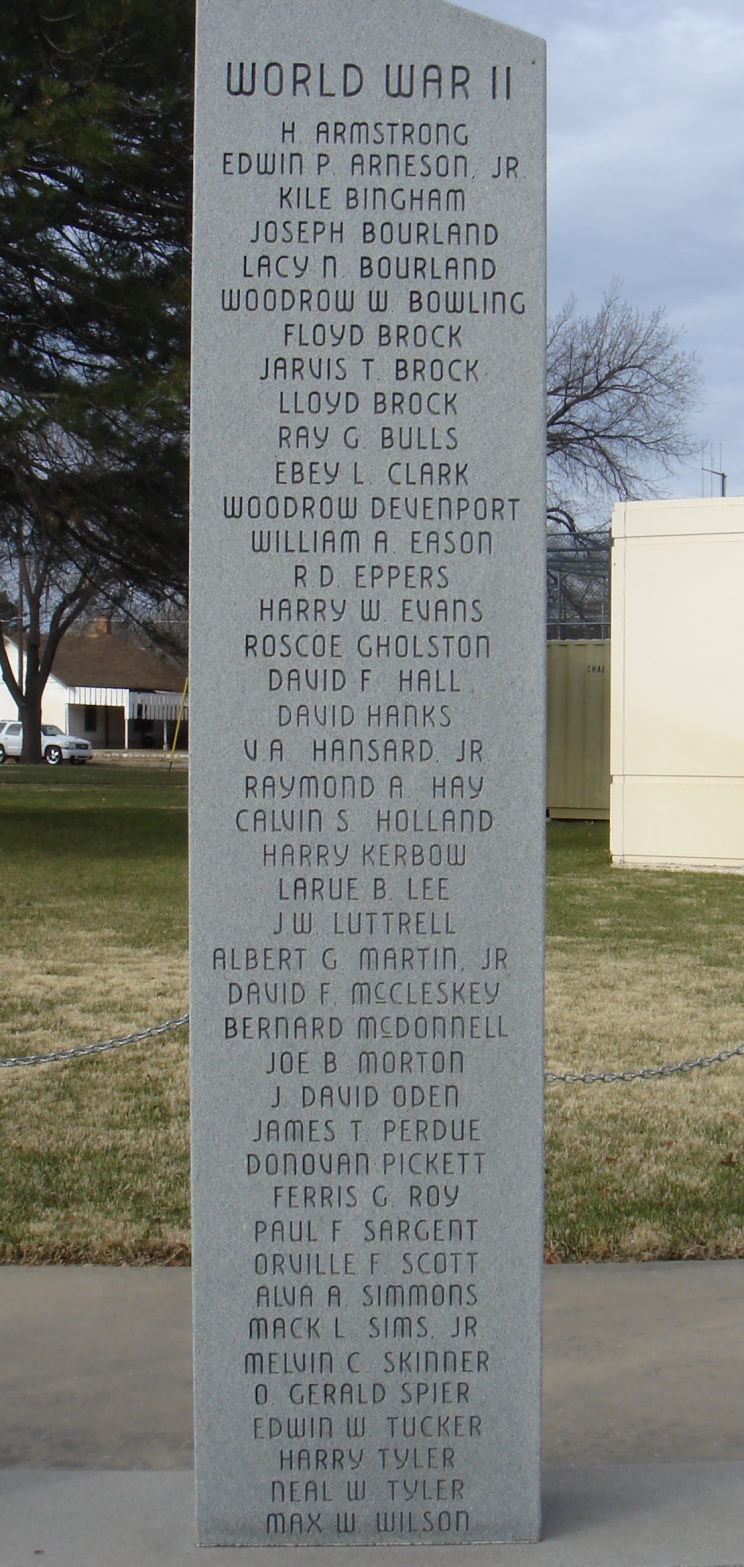 WORLD WAR II
H. ARMSTRONG
EDWIN P. ARNESON, JR.
KILE BINGHAM
JOSEPH BOURLAND
LACY N. BOURLAND
WOODROW W. BOWLING
FLOYD BROCK
JARVIS T. BROCK
LLOYD BROCK
RAY G. BULLS
EBEY L. CLARK
WOODROW DEVENPORT
WILLIAM A. EASON
R.D. EPPERS
HARRY W. EVANS
ROSCOE GHOLSTON
DAVID F. HALL
DAVID HANKS
V.A. HANSARD, JR.
RAYMOND A. HAY
CALVIN S. HOLLAND
HARRY KERBOW
LARUE B. LEE
J.W. LUTTRELL
ALBERT G. MARTIN, JR.
DAVID F. McCLESKEY
BERNARD McDONNELL
JOE B. MORTON
J. DAVID ODEN
JAMES T. PERDUE
DONOVAN PICKETT
FERRIS G. ROY
PAUL F. SARGENT
ORVILLE F. SCOTT
ALVA A. SIMMONS
MACK L. SIMS, JR.
MELVIN C. SKINNER
O. GERALD SPIER
EDWIN W. TUCKER
HARRY TYLER
NEAL W. TYLER
MAX W. WILSON